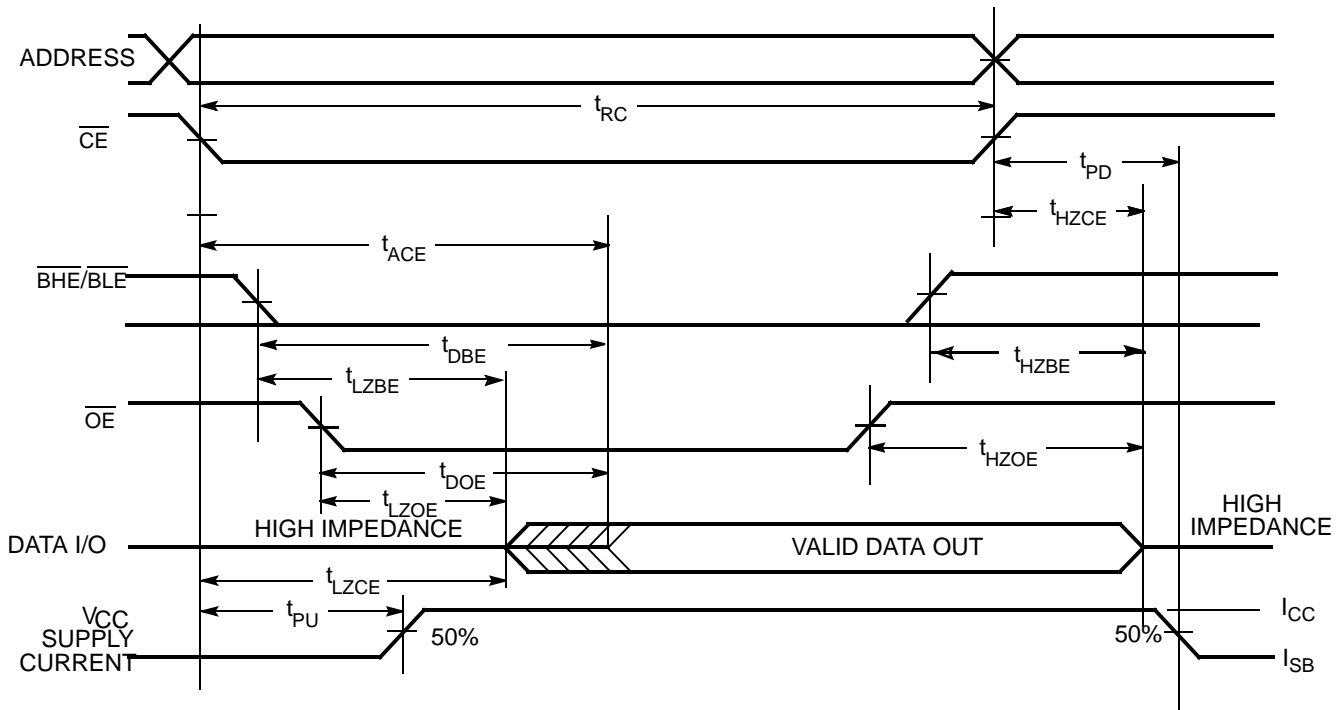 ADDRESS
tRC
CE
tPD
tHZCE
tACE
BHE/BLE
tDBE
tHZBE
tLZBE
OE
tHZOE
tDOE
tLZOE
HIGH IMPEDANCE
HIGH
IMPEDANCE
DATA I/O
VALID DATA OUT
tLZCE
tPU
VCC
SUPPLY
CURRENT
50%
50%
ICC
ISB